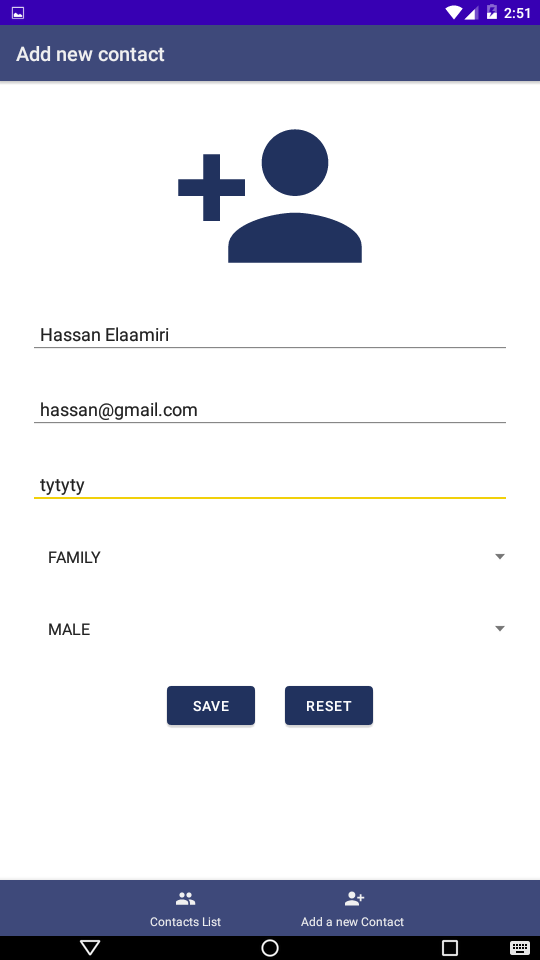 2:51
Add new contact
Hassan Elaamiri
hassan@gmail.com
tytyty
FAMILY
MALE
SAVE RESET
Contacts List Add a new Contact